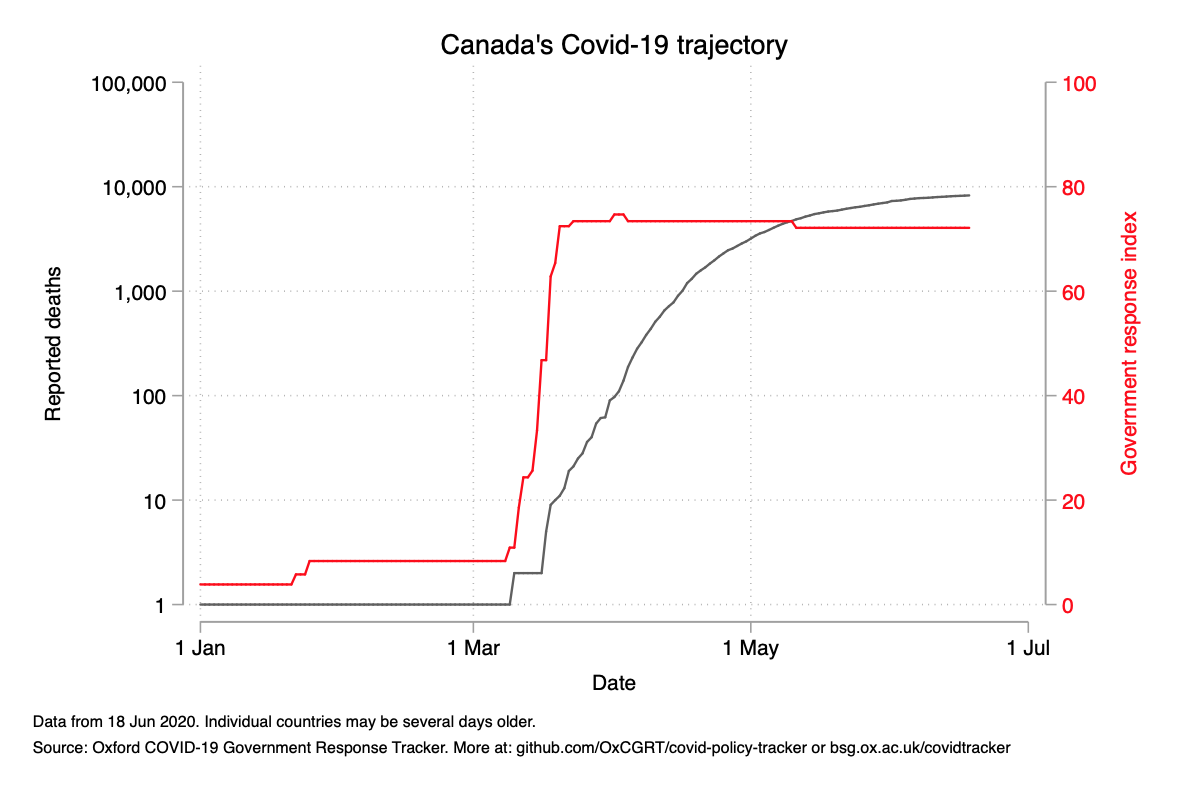 Canada's Covid-19 trajectory
100,000
10,000
1,000
100
10
1
Reported deaths
100
80
60
40
20
0
Government response index
1 Jan
1 Mar
1 May
1 Jul
Date
Data from 18 Jun 2020. Individual countries may be several days older.
Source: Oxford COVID-19 Government Response Tracker. More at: github.com/OxCGRT/covid-policy-tracker or bsg.ox.ac.uk/covidtracker